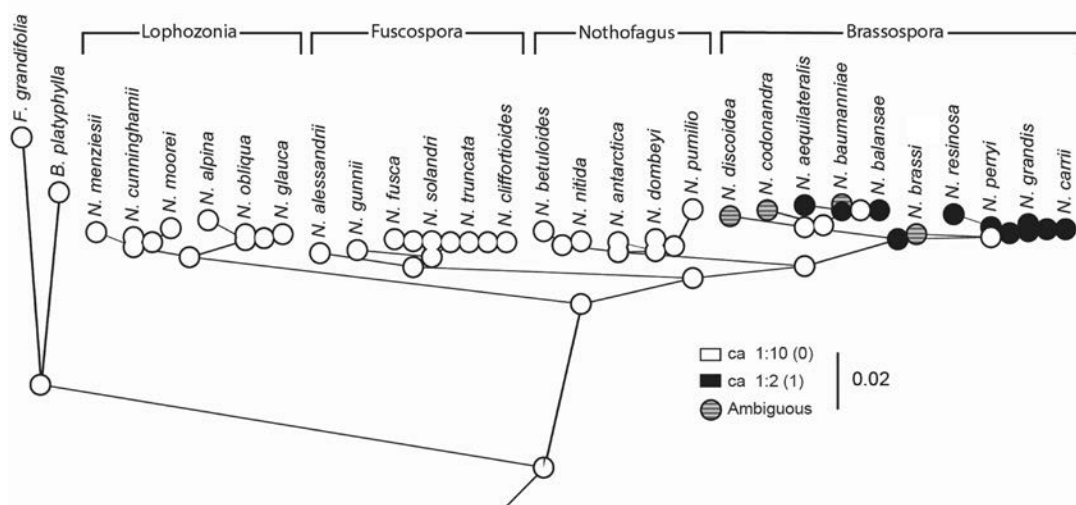 Lophozonia
Fuscospora
Nothofagus
Brassospora
F. grandifolia
B. platyphylla
N. menziesii
N. cunninghamii
N. moorei
N. alpina
N. obliqua
N. glauca
N. alessandrii
N. gunnii
N. fusca
N. solandri
N. truncata
N. cliffortioides
N. betuloides
N. nitida
N. antarctica
N. dombeyi
N. pumilio
N. discoidea
N. codonandra
N. aequilateralis
N. baumanniae
N. balansae
N. brassi
N. resinosa
N. perryi
N. grandis
N. carrii
ca 1:10 (0)
ca 1:2 (1)
Ambiguous
0.02